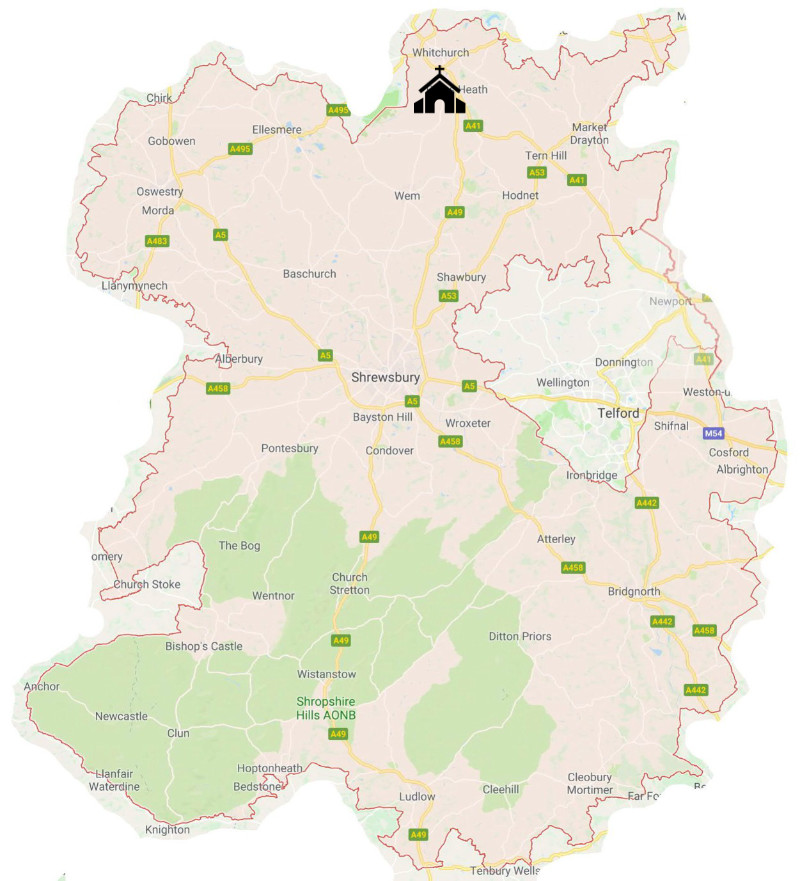 M
Whitchurch
Heath
Chirk
A495
A41
Ellesmere
Gobowen
A495
Market
Drayton
Tern Hill
A53
A41
Oswestry
Wem
Hodnet
Morda
A49
A5
A483
Baschurch
Shawbury
Llanymynech
A53
Newport
A5
Alderbury
Donnington
A41
Shrewsbury
Wellington
A458
A5
Weston-u
A5
Telford
Bayston Hill
Wroxeter
Shifnal
M54
A458
Pontesbury
Condover
Cosford
Albrighton
Ironbridge
A442
A49
Atterley
The Bog
omery
A458
Church
Stretton
Church Stoke
Wentnor
Bridgnorth
A442
A458
A49
Ditton Priors
Bishop's Castle
Wistanstow
Anchor
A442
Shropshire
Hills AONB
Newcastle
Clun
A49
Hoptonheath
Llanfair
Waterdine
Bedstone
Cleobury
Mortimer
Cleehill
Ludlow
Far Fo
Knighton
A49
Tenbury Wells